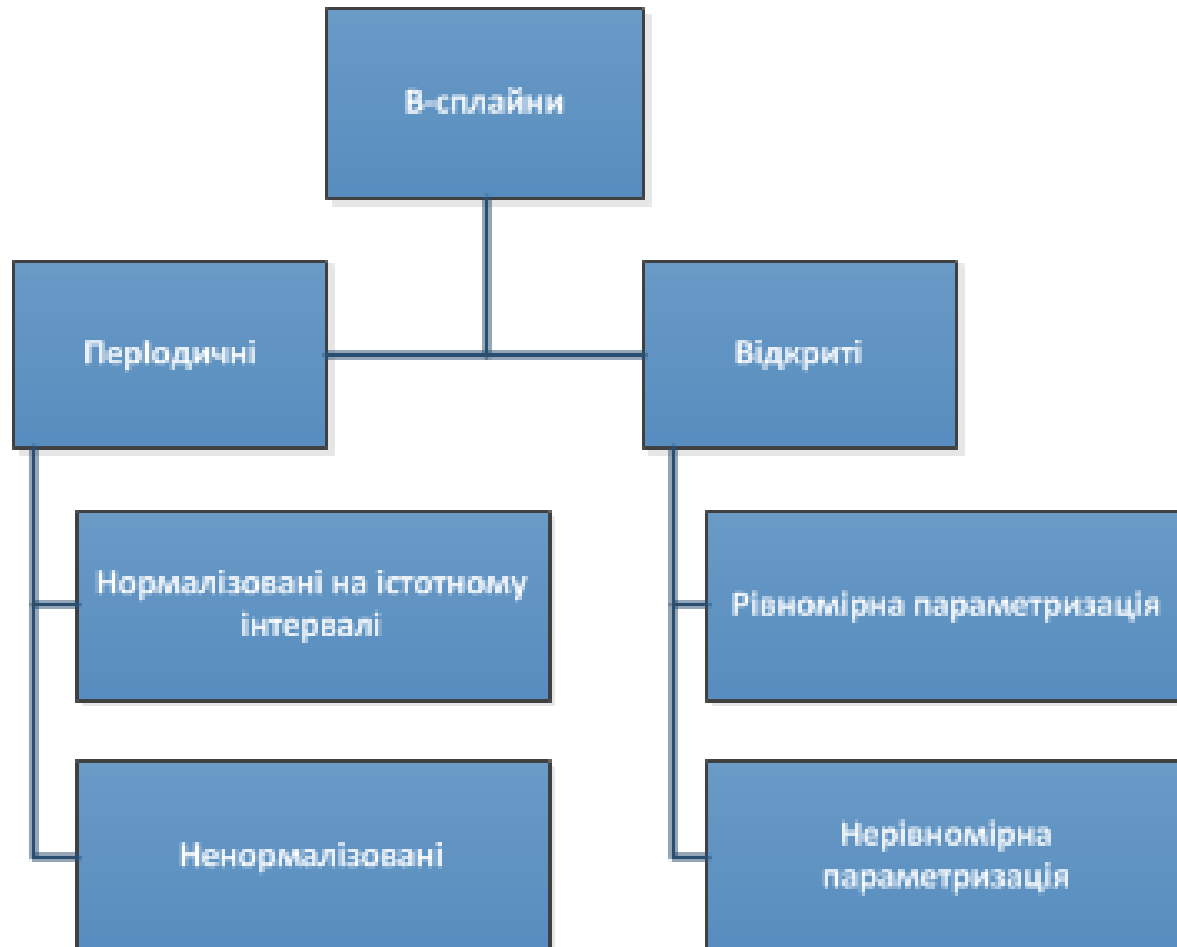 В-сплайни
ПерІодичні
Відкриті
Нормалізовані на істотному
інтервалі
Рівномірна параметризація
Ненормалізовані
Нерівномірна
параметризація